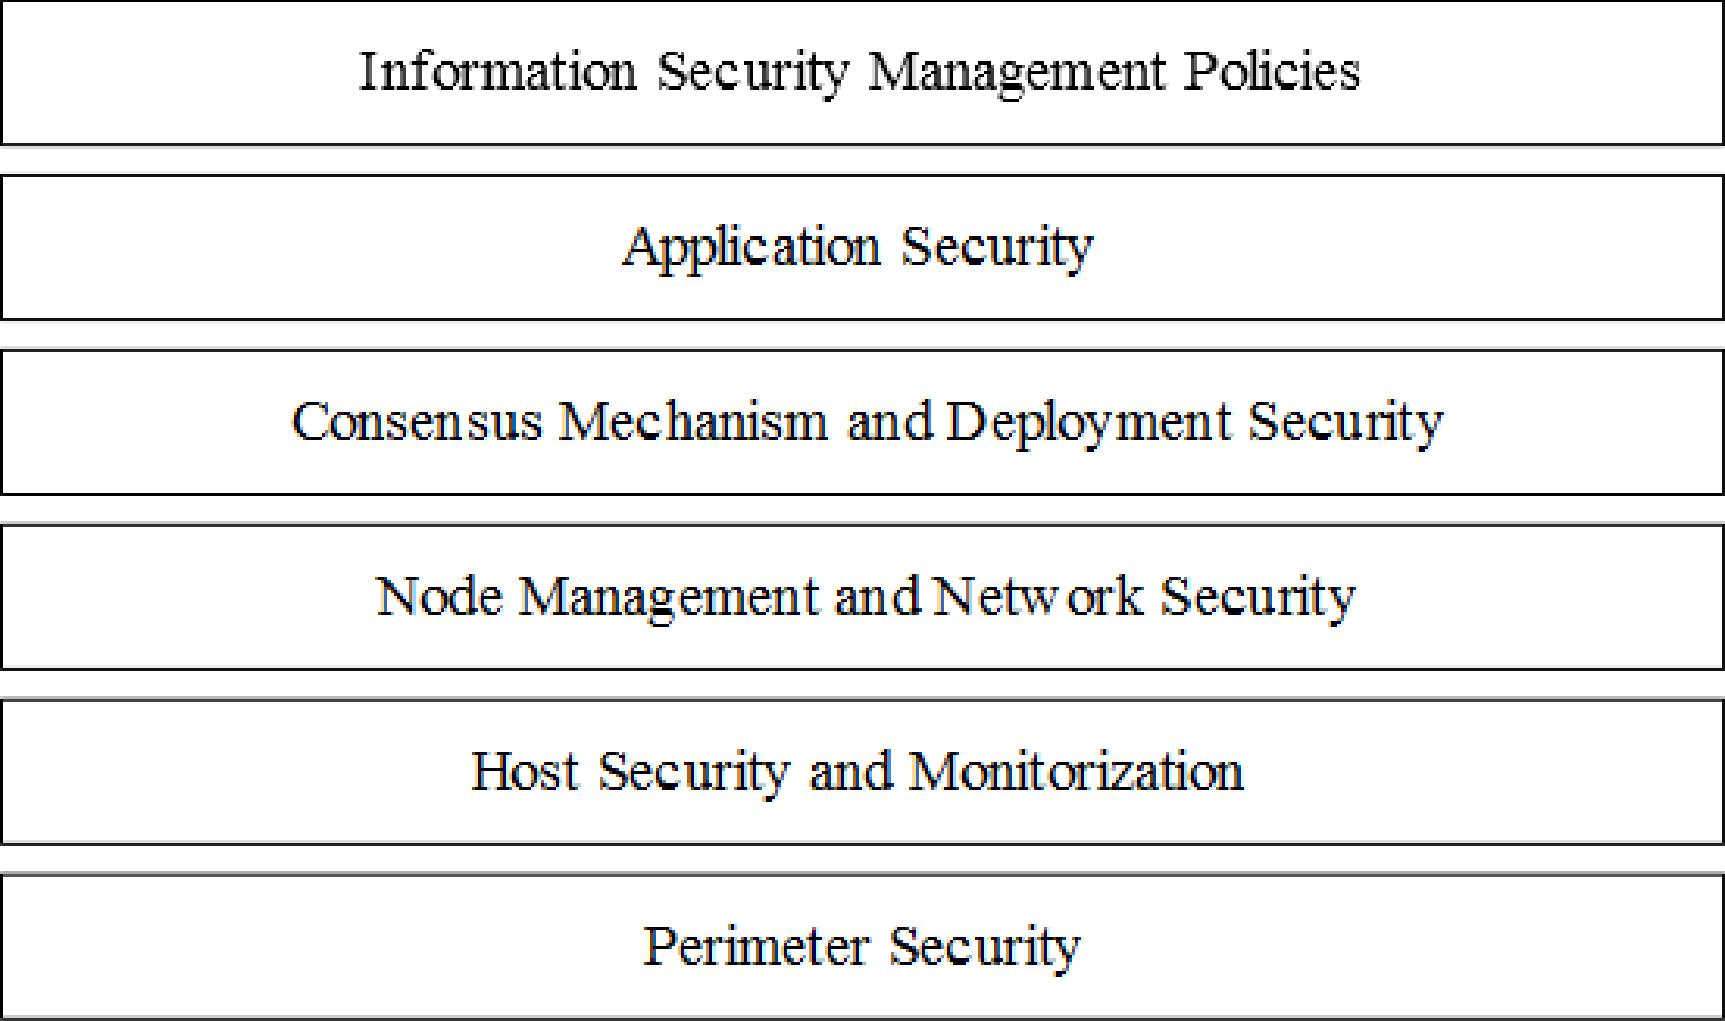 Information Security Management Policies
Application Security
Consensus Mechanism and Deployment Security
Node Management and Network Security
Host Security and Monitorization
Perimeter Security